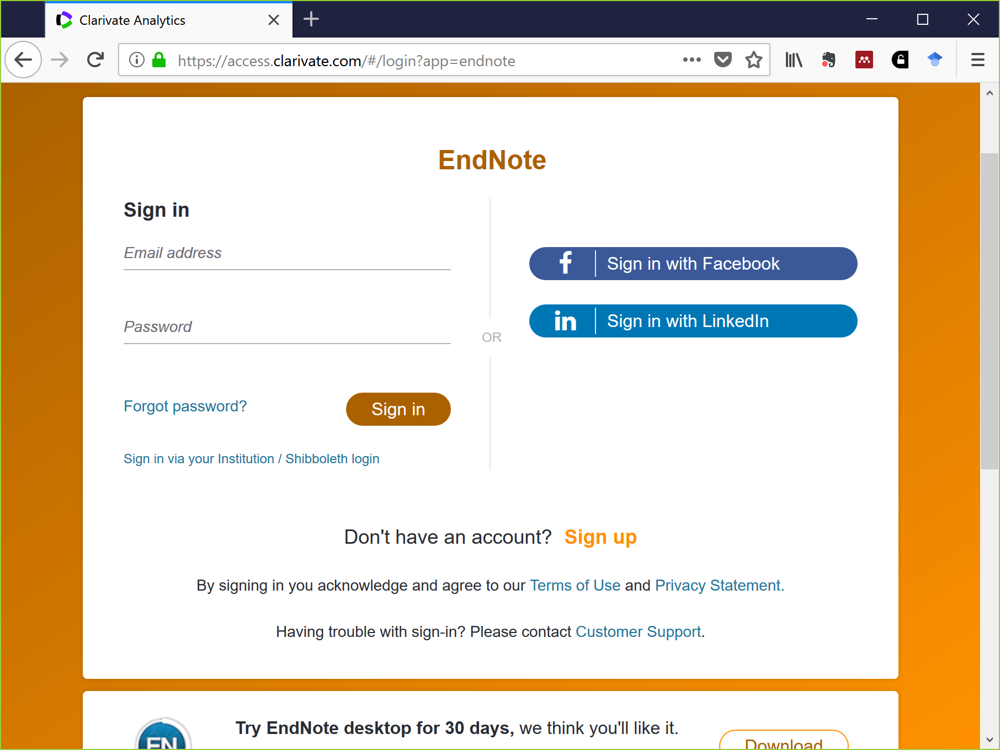 Clarivate Analytics
https://access.clarivate.com/#/login?app=endnote
EndNote
Sign in
Email address
Password
Forgot password?
Sign in
Sign in via your Institution / Shibboleth login
OR
Sign in with Facebook
Sign in with LinkedIn
Don't have an account? Sign up
By signing in you acknowledge and agree to our Terms of Use and Privacy Statement.
Having trouble with sign-in? Please contact Customer Support.
EN
Try EndNote desktop for 30 days, we think you'll like it.
Download